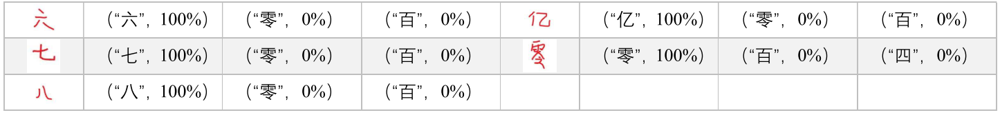 六 (“六”, 100%) (“零”, 0%) (“百”, 0%) 亿 (“亿”, 100%) (“零”, 0%) (“百”, 0%)
七 (“七”, 100%) (“零”, 0%) (“百”, 0%) 零 (“零”, 100%) (“百”, 0%) (“四”, 0%)
八 (“八”, 100%) (“零”, 0%) (“百”, 0%)